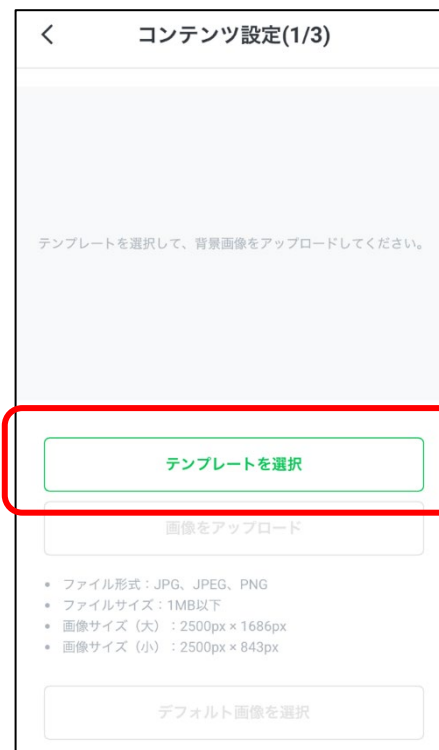 コンテンツ設定(1/3)
テンプレートを選択して、背景画像をアップロードしてください。
テンプレートを選択
画像をアップロード
• ファイル形式：JPG、JPEG、PNG
• ファイルサイズ：1MB以下
• 画像サイズ（大）：2500px × 1686px
• 画像サイズ（小）：2500px × 843px
デフォルト画像を選択